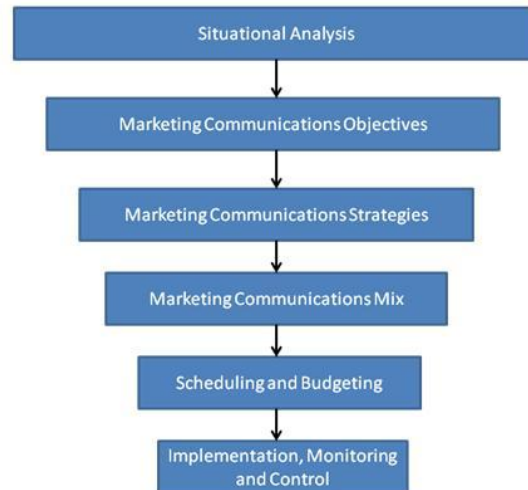 Situational Analysis
Marketing Communications Objectives
Marketing Communications Strategies
Marketing Communications Mix
Scheduling and Budgeting
Implementation, Monitoring
and Control